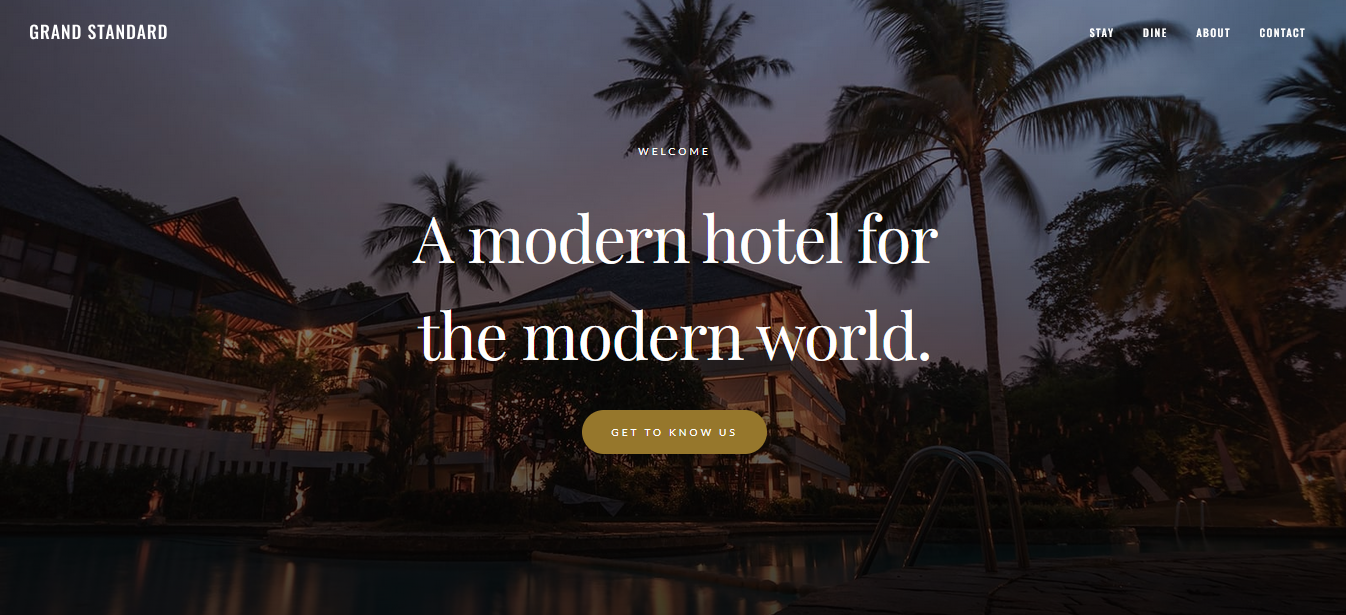 GRAND STANDARD
STAY DINE ABOUT CONTACT
WELCOME
A modern hotel for
the modern world.
GET TO KNOW US